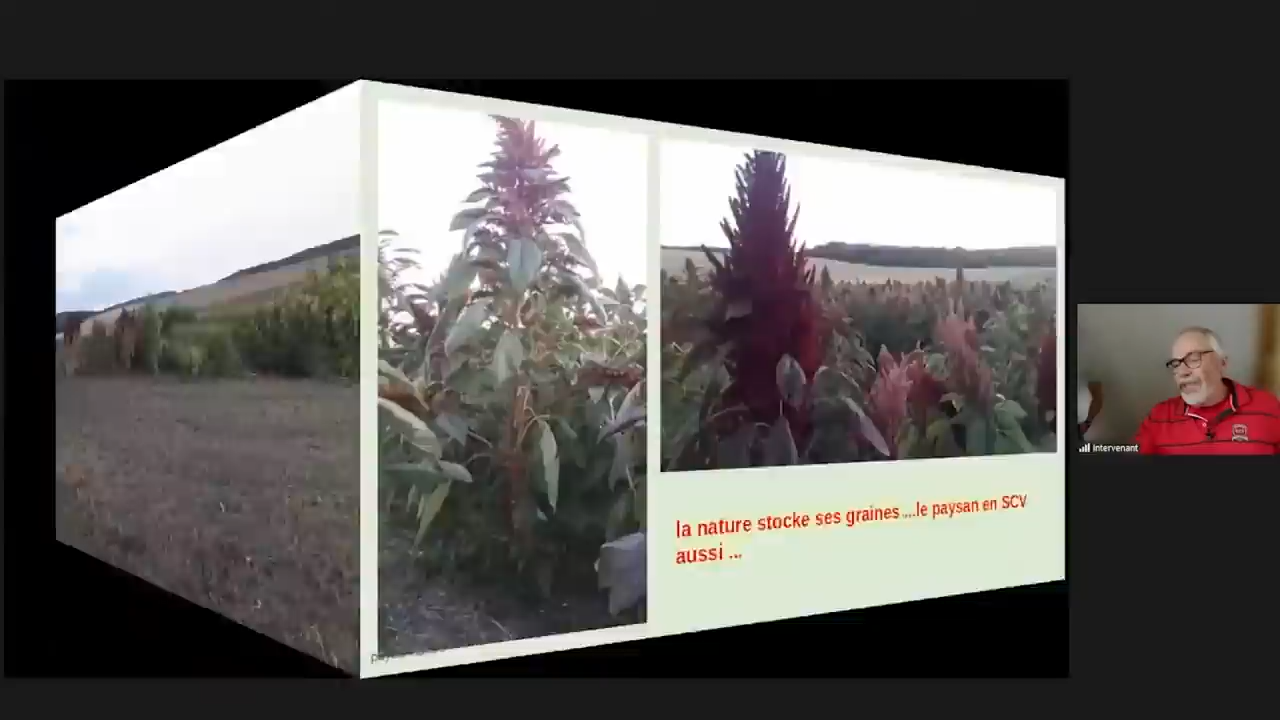 la nature stocke ses graines ...le paysan en SCV
aussi ...
Intervenant